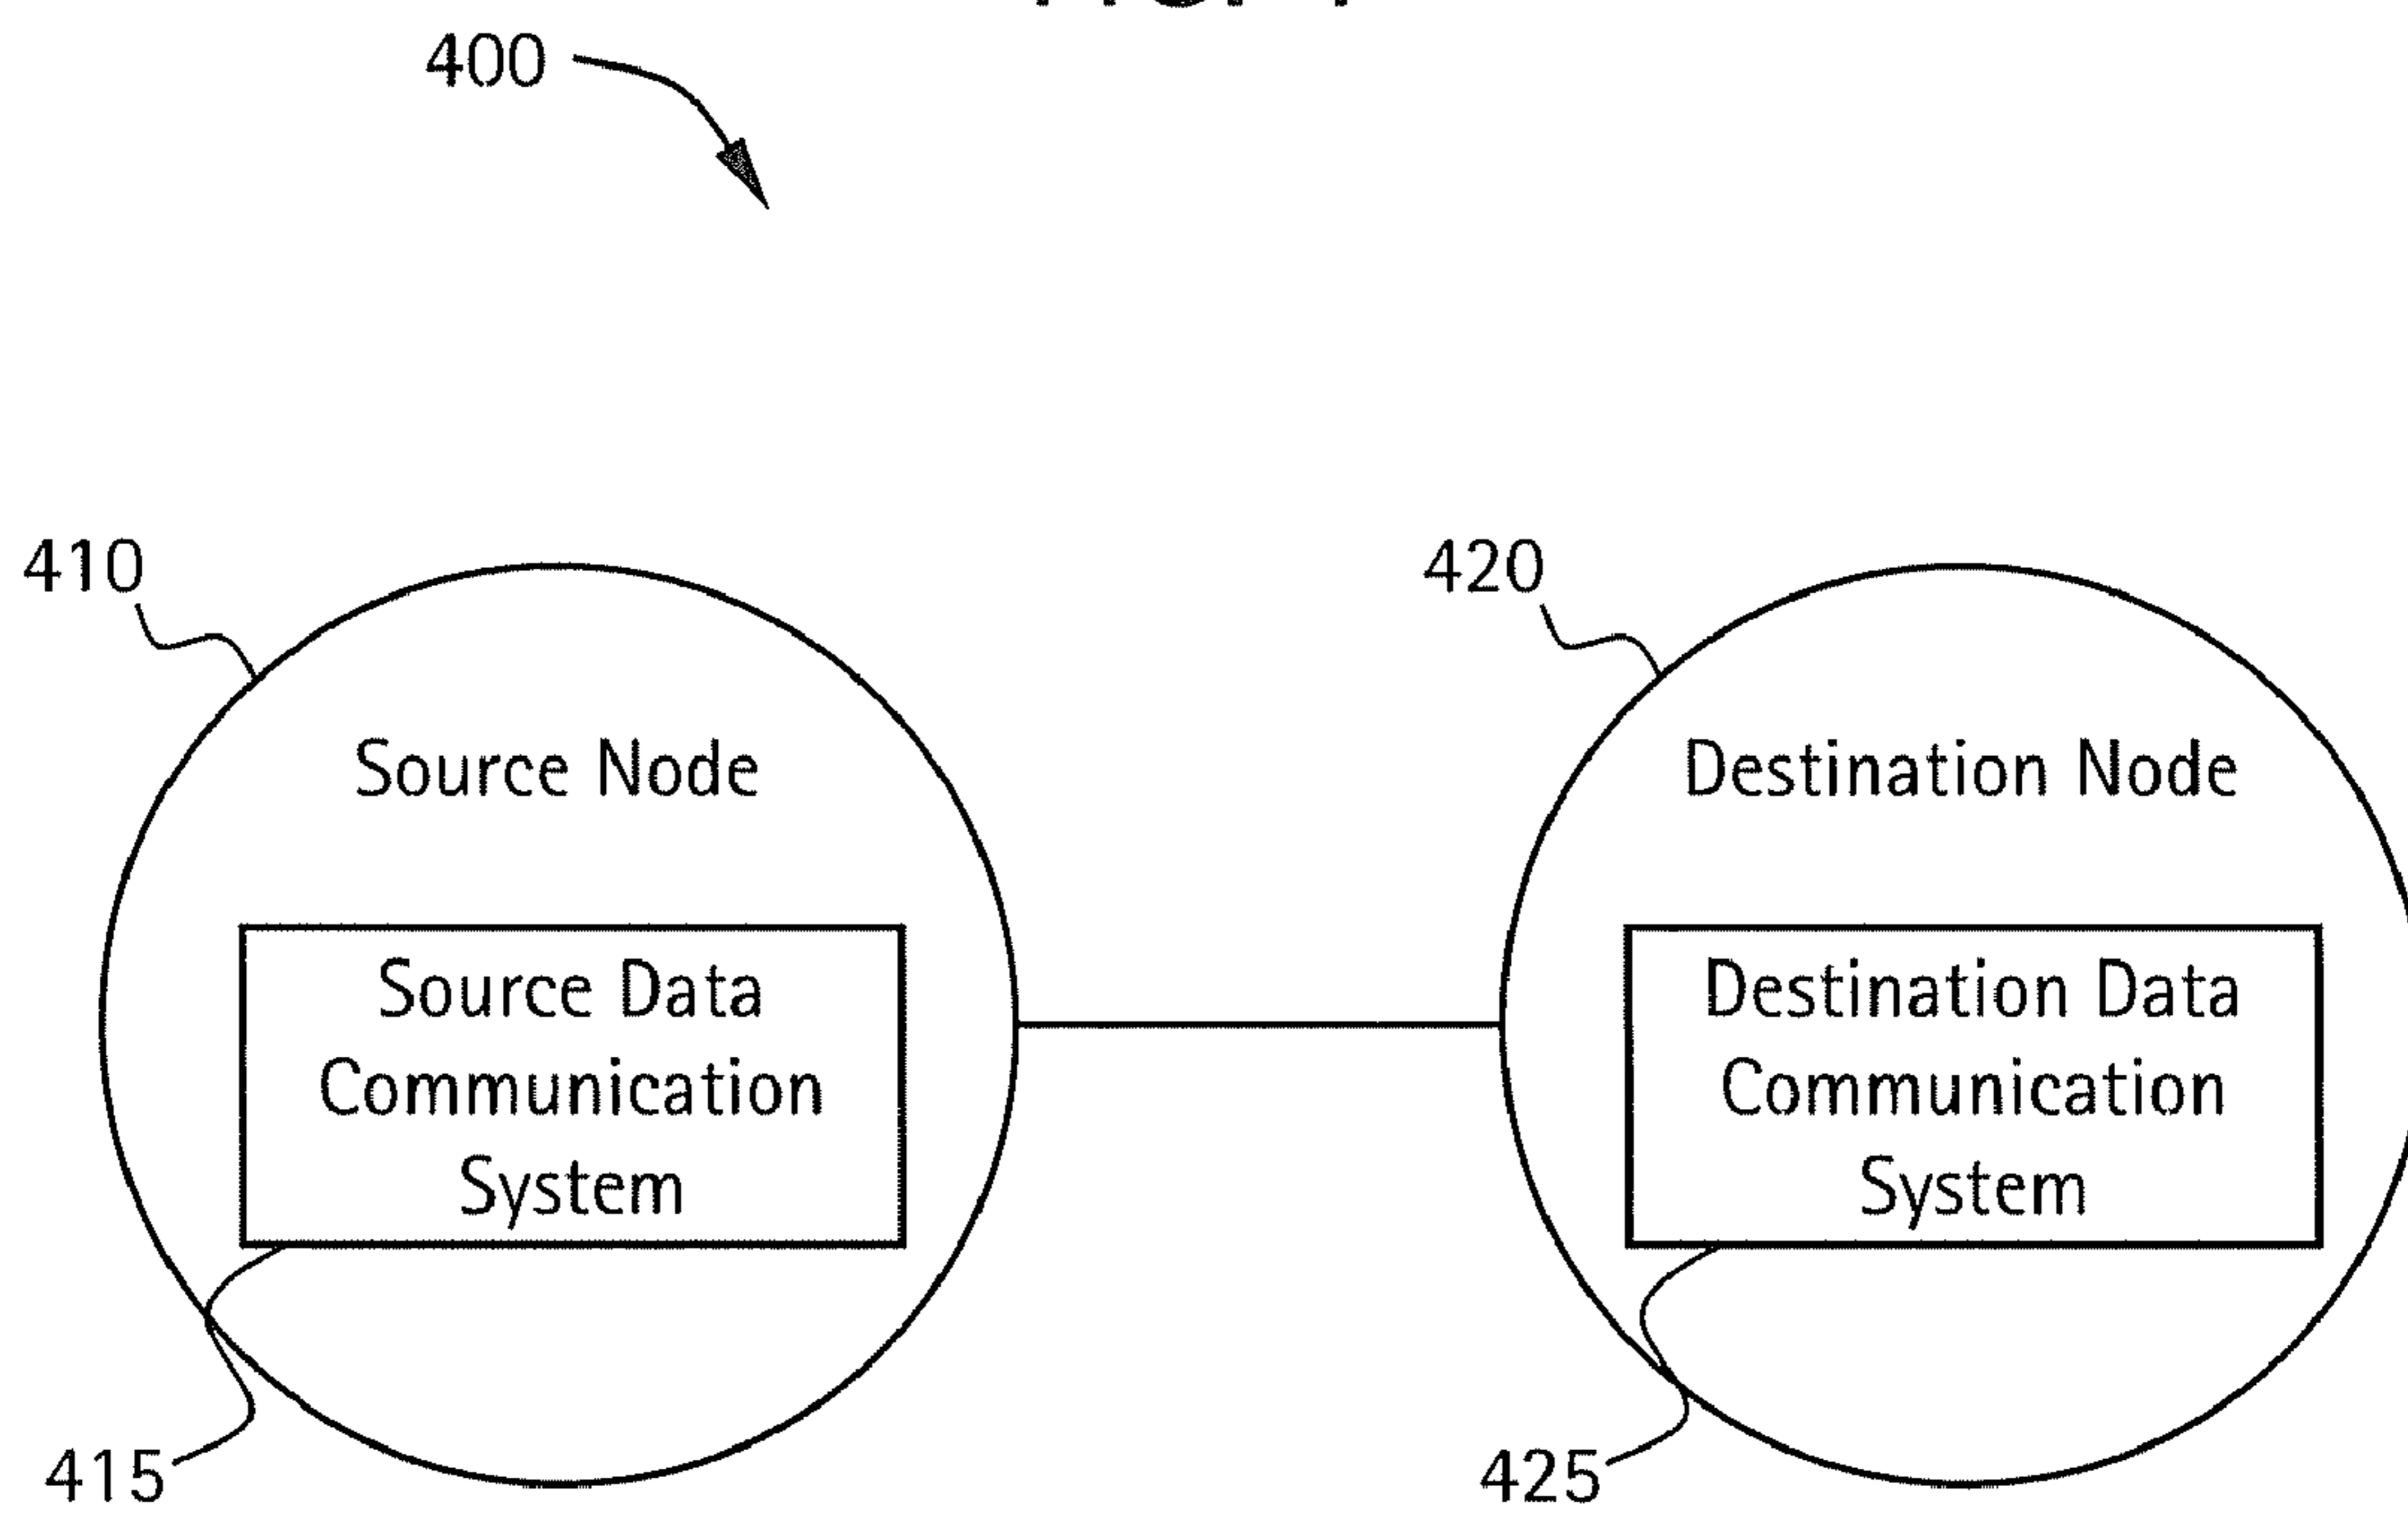 400
410
420
Source Node
Destination Node
Source Data
Communication
System
Destination Data
Communication
System
415
425